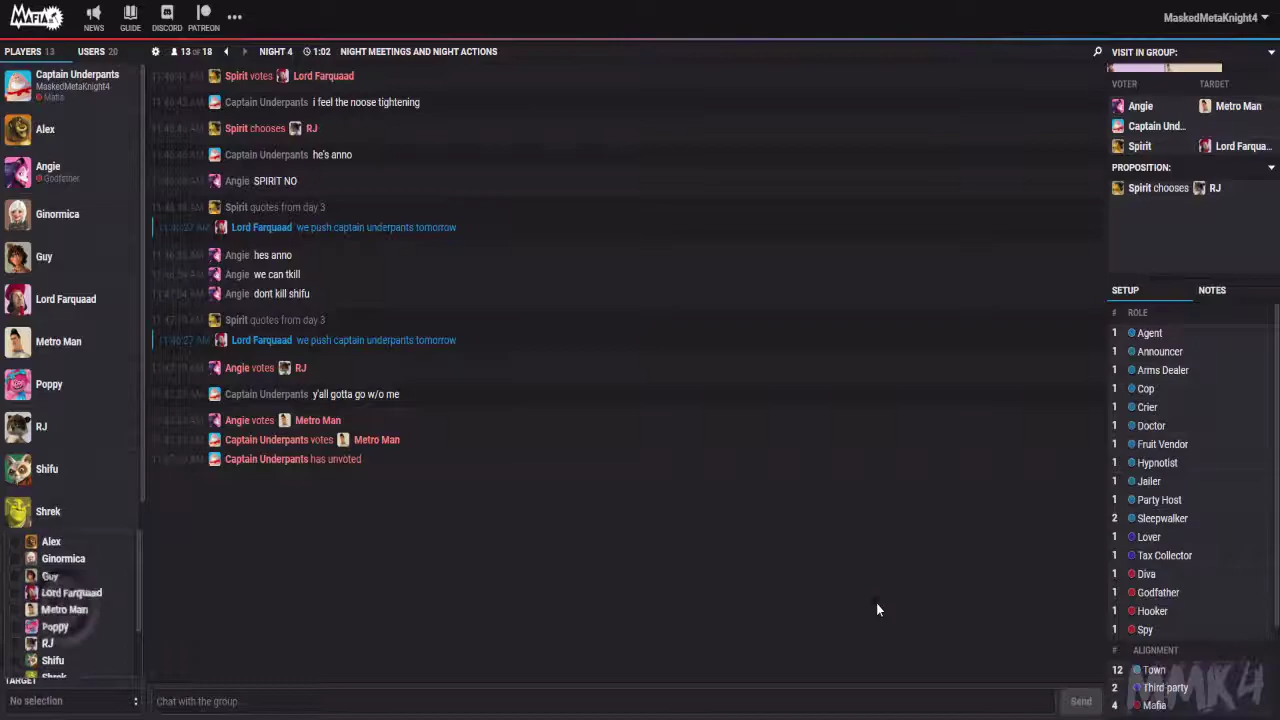 MAFIA
NEWS
GUIDE
DISCORD
PATREON
MaskedMetaKnight4
PLAYERS 13
USERS 20
13 OF 18
NIGHT 4
1:02
NIGHT MEETINGS AND NIGHT ACTIONS
Captain Underpants
MaskedMetaKnight4
Mafia
Alex
Angie
Godfather
Ginormica
Guy
Lord Farquaad
Metro Man
Poppy
RJ
Shifu
Shrek
Alex
Ginormica
Guy
Lord Farquaad
Metro Man
Poppy
RJ
Shifu
Shrek
TARGET
No selection
Spirit votes Lord Farquaad
Captain Underpants i feel the noose tightening
Spirit chooses RJ
Captain Underpants he's anno
Angie SPIRIT NO
Spirit quotes from day 3
Lord Farquaad we push captain underpants tomorrow
Angie hes anno
Angie we can tkill
Angie dont kill shifu
Spirit quotes from day 3
Lord Farquaad we push captain underpants tomorrow
Angie votes RJ
Captain Underpants y'all gotta go w/o me
Angie votes Metro Man
Captain Underpants votes Metro Man
Captain Underpants has unvoted
Chat with the group...
Send
VISIT IN GROUP:
VOTER TARGET
Angie Metro Man
Captain Und...
Spirit Lord Farqua...
PROPOSITION:
Spirit chooses RJ
SETUP
NOTES
# ROLE
1 Agent
1 Announcer
1 Arms Dealer
1 Cop
1 Crier
1 Doctor
1 Fruit Vendor
1 Hypnotist
1 Jailer
1 Party Host
2 Sleepwalker
1 Lover
1 Tax Collector
1 Diva
1 Godfather
1 Hooker
1 Spy
# ALIGNMENT
12 Town
2 Third-party
4 Mafia
MMK4